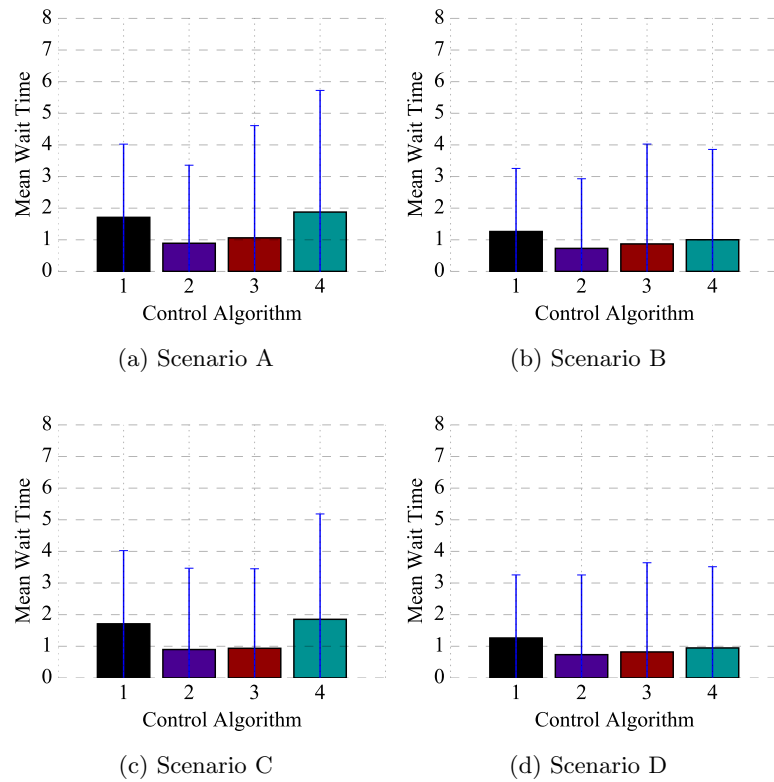 8
7
6
5
4
3
2
1
0
Mean Wait Time
1 2 3 4
Control Algorithm
(a) Scenario A
8
7
6
5
4
3
2
1
0
Mean Wait Time
1 2 3 4
Control Algorithm
(b) Scenario B
8
7
6
5
4
3
2
1
0
Mean Wait Time
1 2 3 4
Control Algorithm
(c) Scenario C
8
7
6
5
4
3
2
1
0
Mean Wait Time
1 2 3 4
Control Algorithm
(d) Scenario D